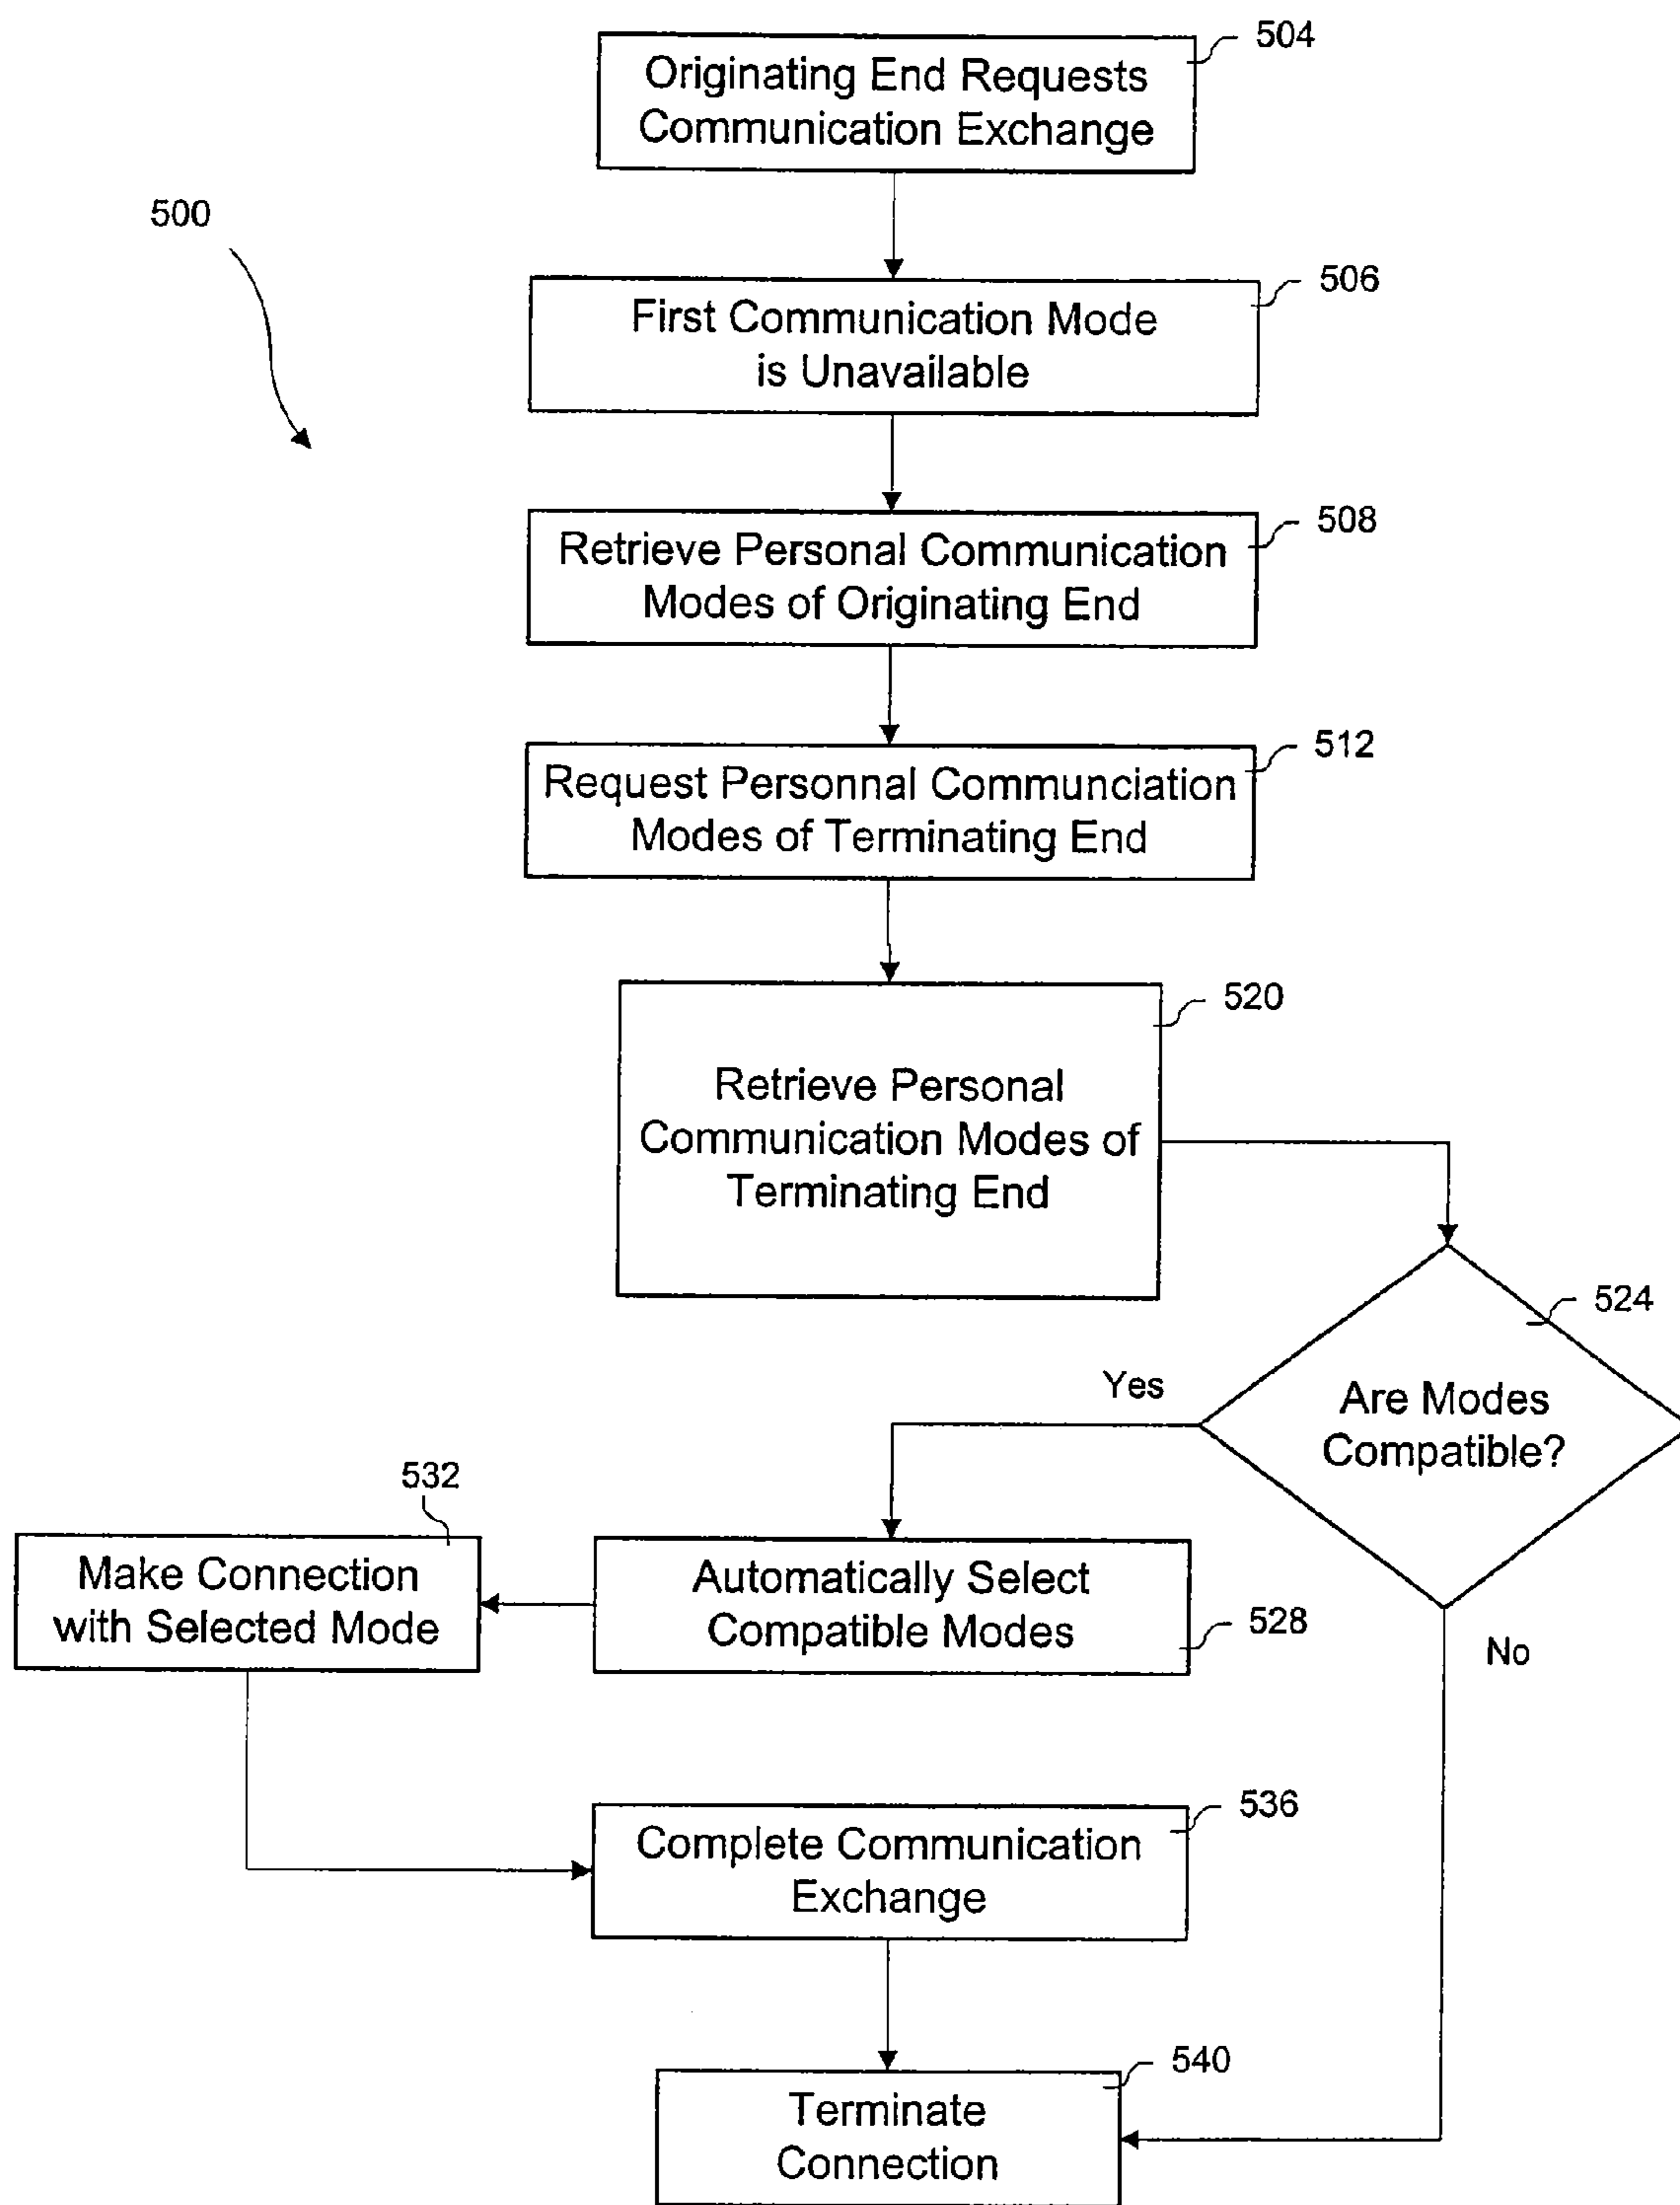 504
Originating End Requests
Communication Exchange
500
506
First Communication Mode
is Unavailable
508
Retrieve Personal Communication
Modes of Originating End
512
Request Personnal Communciation
Modes of Terminating End
520
Retrieve Personal
Communication Modes of
Terminating End
524
Are Modes
Compatible?
Yes
No
532
Make Connection
with Selected Mode
Automatically Select
Compatible Modes
528
536
Complete Communication
Exchange
540
Terminate
Connection